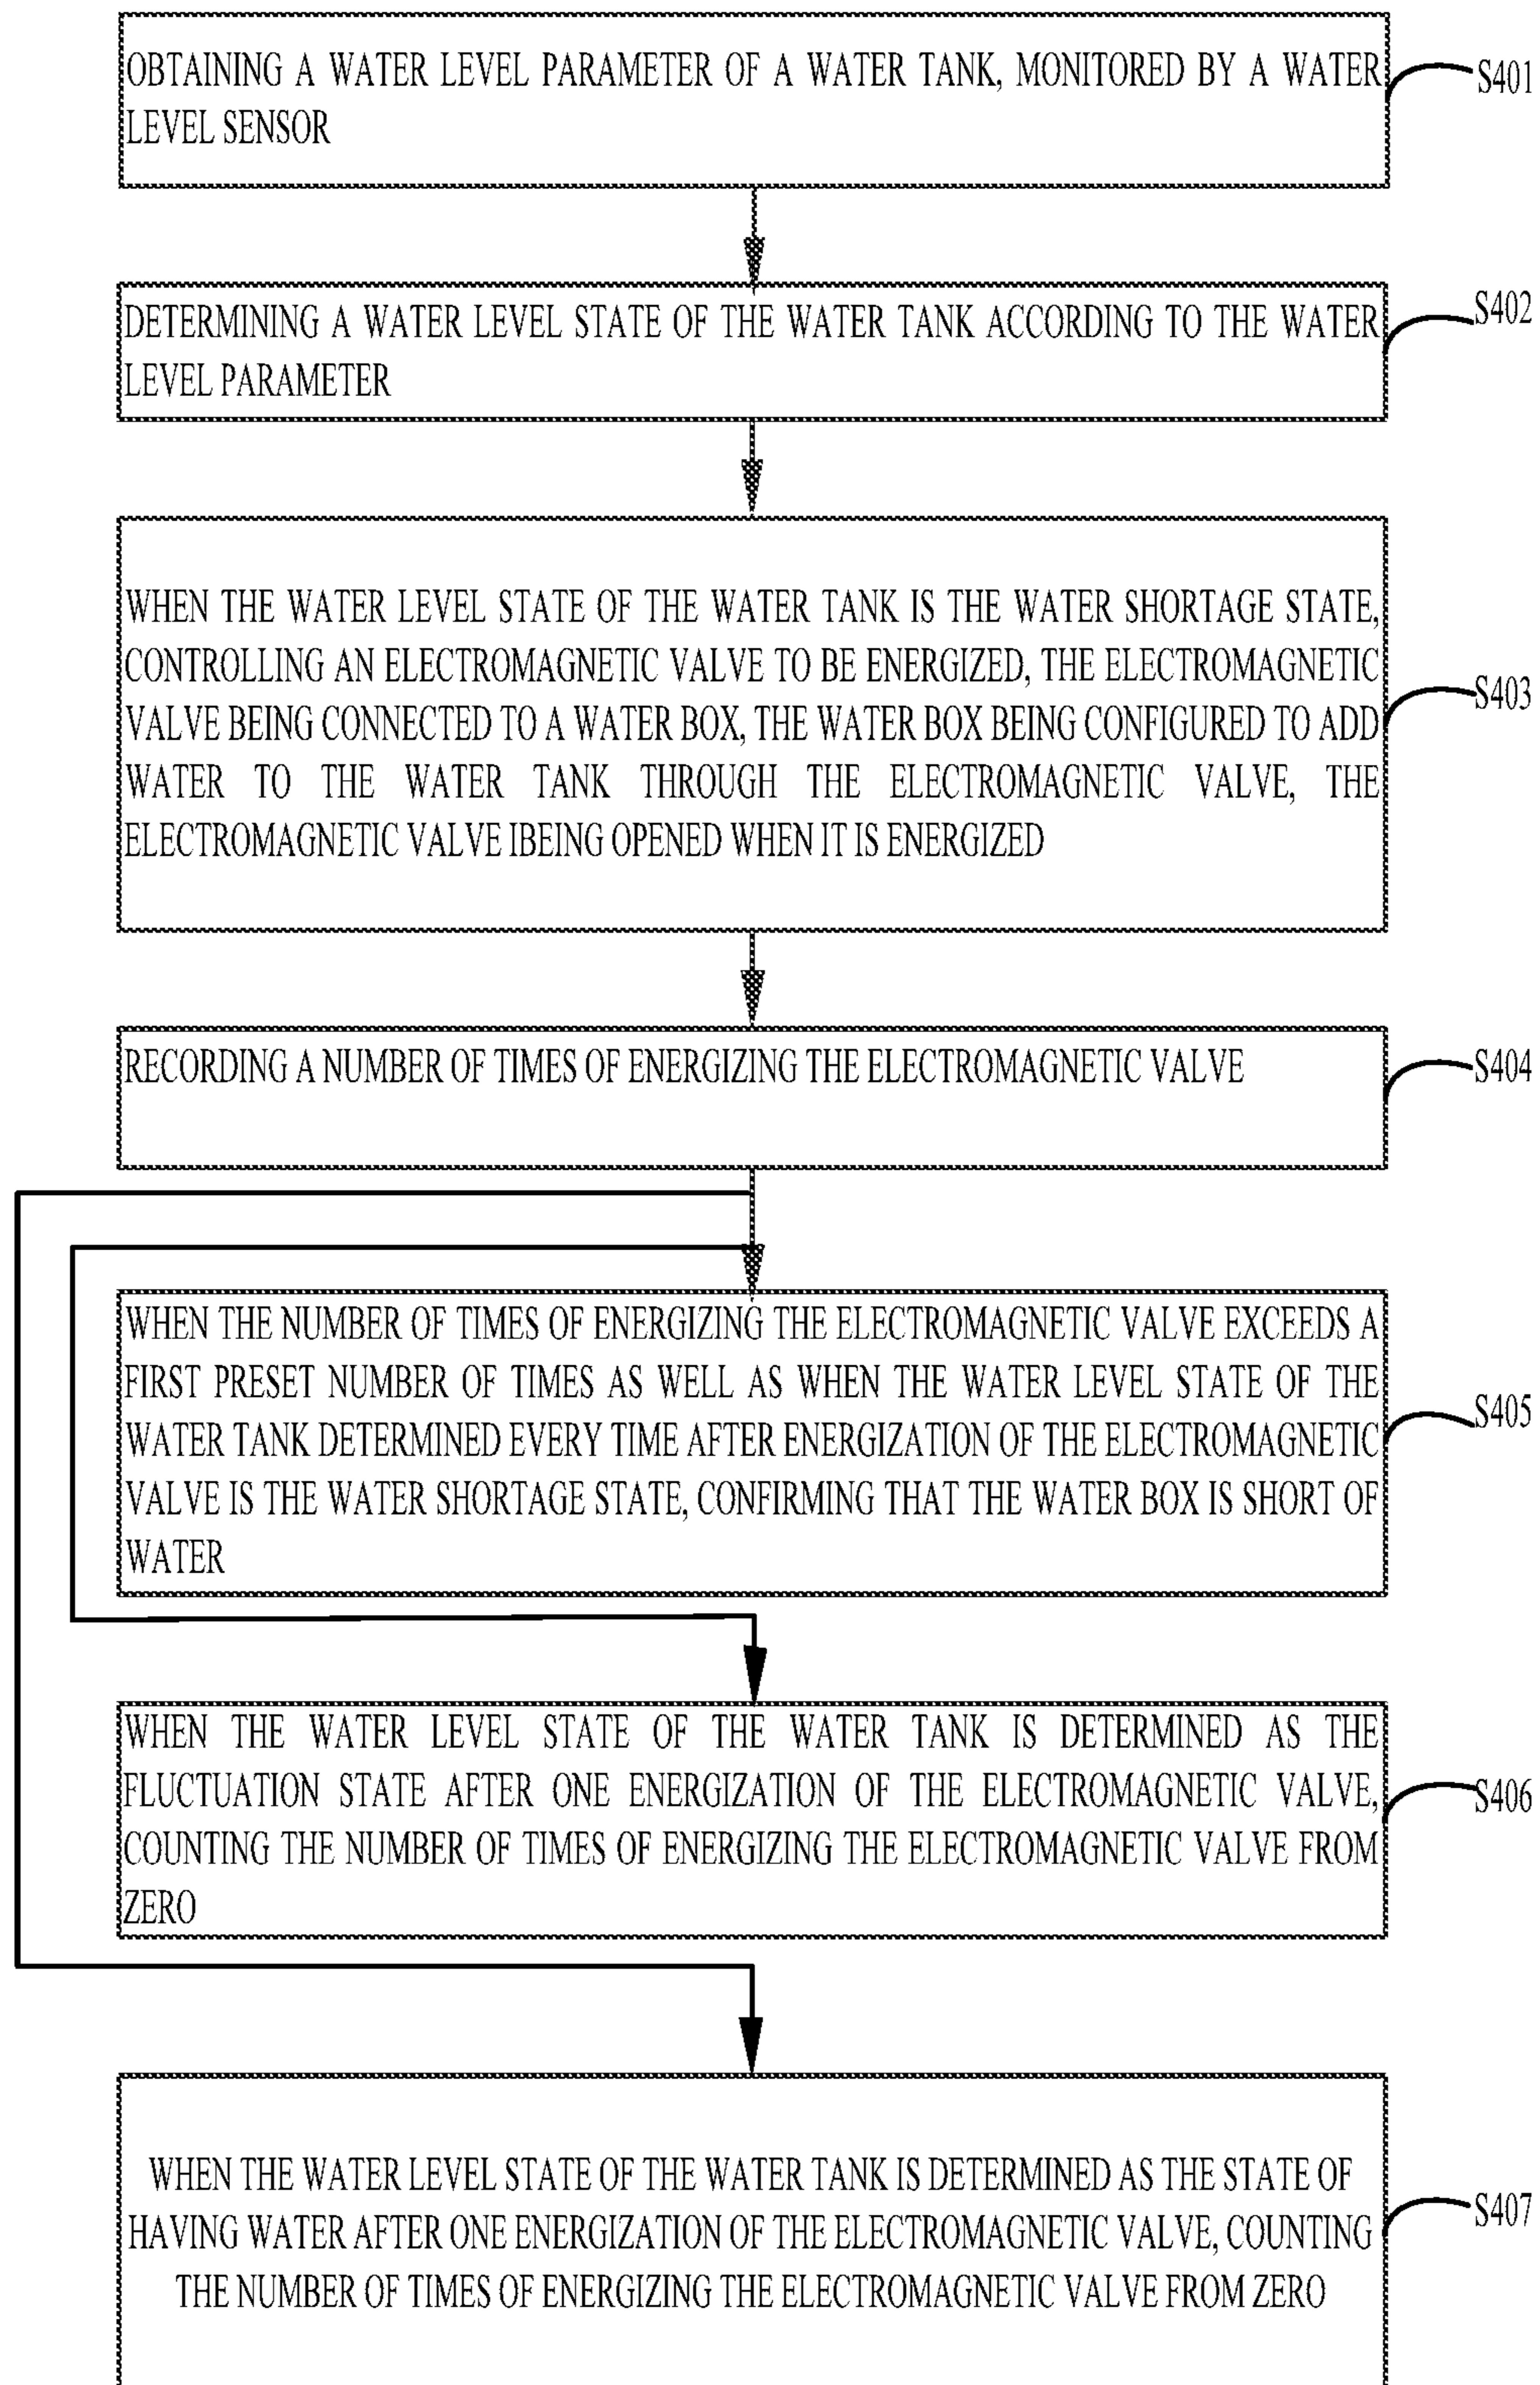 OBTAINING A WATER LEVEL PARAMETER OF A WATER TANK, MONITORED BY A WATER
LEVEL SENSOR
S401
DETERMINING A WATER LEVEL STATE OF THE WATER TANK ACCORDING TO THE WATER
LEVEL PARAMETER
S402
WHEN THE WATER LEVEL STATE OF THE WATER TANK IS THE WATER SHORTAGE STATE,
CONTROLLING AN ELECTROMAGNETIC VALVE TO BE ENERGIZED, THE ELECTROMAGNETIC
VALVE BEING CONNECTED TO A WATER BOX, THE WATER BOX BEING CONFIGURED TO ADD
WATER TO THE WATER TANK THROUGH THE ELECTROMAGNETIC VALVE, THE
ELECTROMAGNETIC VALVE IBEING OPENED WHEN IT IS ENERGIZED
S403
RECORDING A NUMBER OF TIMES OF ENERGIZING THE ELECTROMAGNETIC VALVE
S404
WHEN THE NUMBER OF TIMES OF ENERGIZING THE ELECTROMAGNETIC VALVE EXCEEDS A
FIRST PRESET NUMBER OF TIMES AS WELL AS WHEN THE WATER LEVEL STATE OF THE
WATER TANK DETERMINED EVERY TIME AFTER ENERGIZATION OF THE ELECTROMAGNETIC
VALVE IS THE WATER SHORTAGE STATE, CONFIRMING THAT THE WATER BOX IS SHORT OF
WATER
S405
WHEN THE WATER LEVEL STATE OF THE WATER TANK IS DETERMINED AS THE
FLUCTUATION STATE AFTER ONE ENERGIZATION OF THE ELECTROMAGNETIC VALVE,
COUNTING THE NUMBER OF TIMES OF ENERGIZING THE ELECTROMAGNETIC VALVE FROM
ZERO
S406
WHEN THE WATER LEVEL STATE OF THE WATER TANK IS DETERMINED AS THE STATE OF
HAVING WATER AFTER ONE ENERGIZATION OF THE ELECTROMAGNETIC VALVE, COUNTING
THE NUMBER OF TIMES OF ENERGIZING THE ELECTROMAGNETIC VALVE FROM ZERO
S407